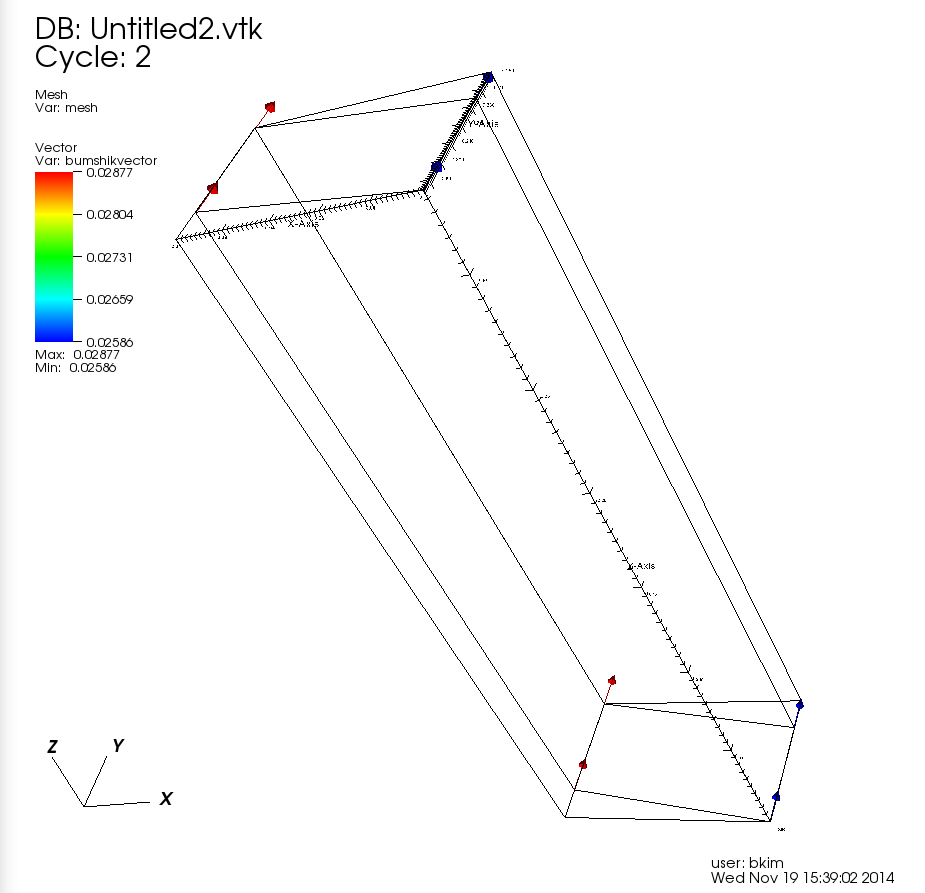 DB: Untitled2.vtk
Cycle: 2
Mesh
Var: mesh
Vector
Var: bumshikvector
0.02877
0.02804
0.02731
0.02659
0.02586
Max: 0.02877
Min: 0.02586
Y-Axis
X-Axis
-Axis
Z
Y
X
user: bkim
Wed Nov 19 15:39:02 2014